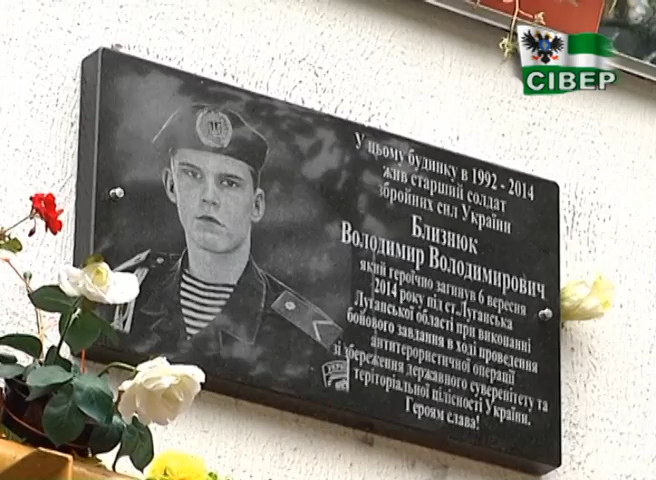 СІВЕР
У цьому будинку в 1992 - 2014
жив старший солдат
збройних сил України
Близнюк
Володимир Володимирович
який героїчно загинув 6 вересня
2014 року під ст.Луганська
Луганської області при виконанні
бойового завдання в ході проведення
антитерористичної операції
зі збереження державного суверенітету та
теріторіальної цілісності України.
Героям слава!